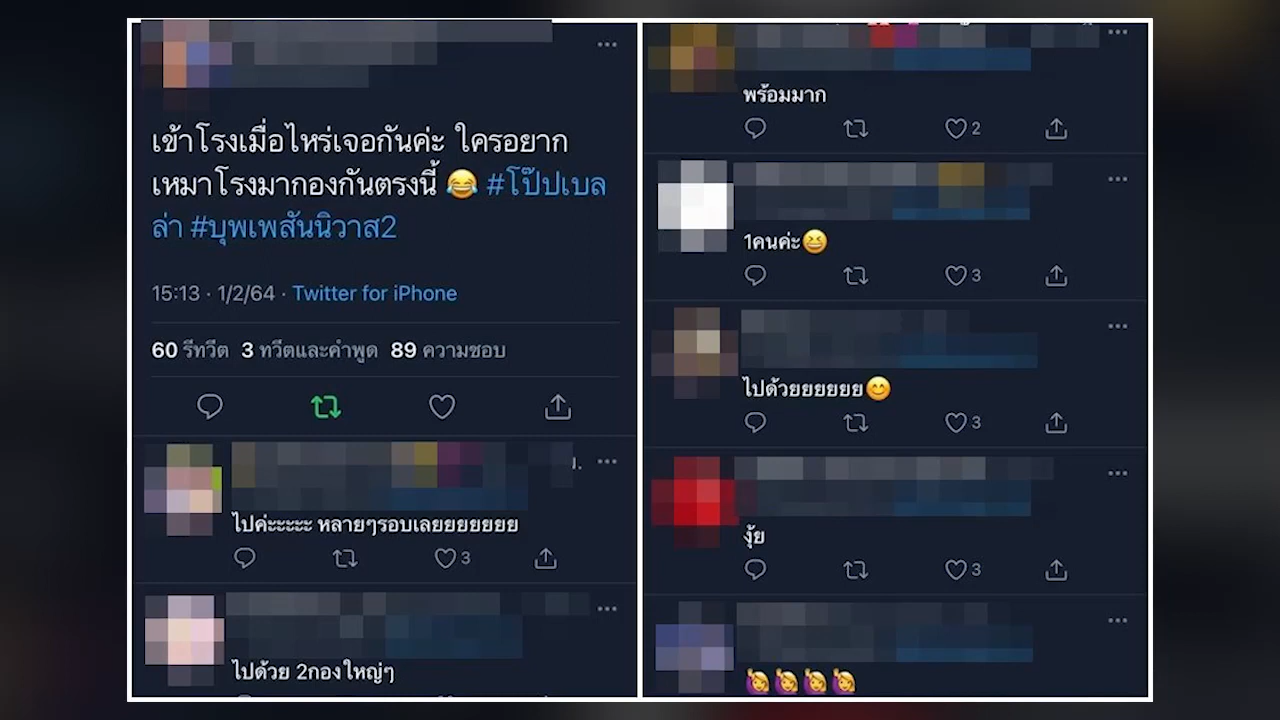 เข้าโรงเมื่อไหร่เจอกันค่ะ ใครอยาก
เหมาโรงมากองกันตรงนี้ 😂 #โป๊ปเบล
ล่า #บุพเพสันนิวาส2
15:13 · 1/2/64 · Twitter for iPhone
60 รีทวีต 3 ทวีตและคำพูด 89 ความชอบ
ไปค่ะะะะะ หลายๆรอบเลยยยยยยย
3
ไปด้วย 2กองใหญ่ๆ
พร้อมมาก
2
1คนค่ะ😆
3
ไปด้วยยยยยย😊
3
งุ้ย
3
🙋‍♀️🙋‍♀️🙋‍♀️🙋‍♀️